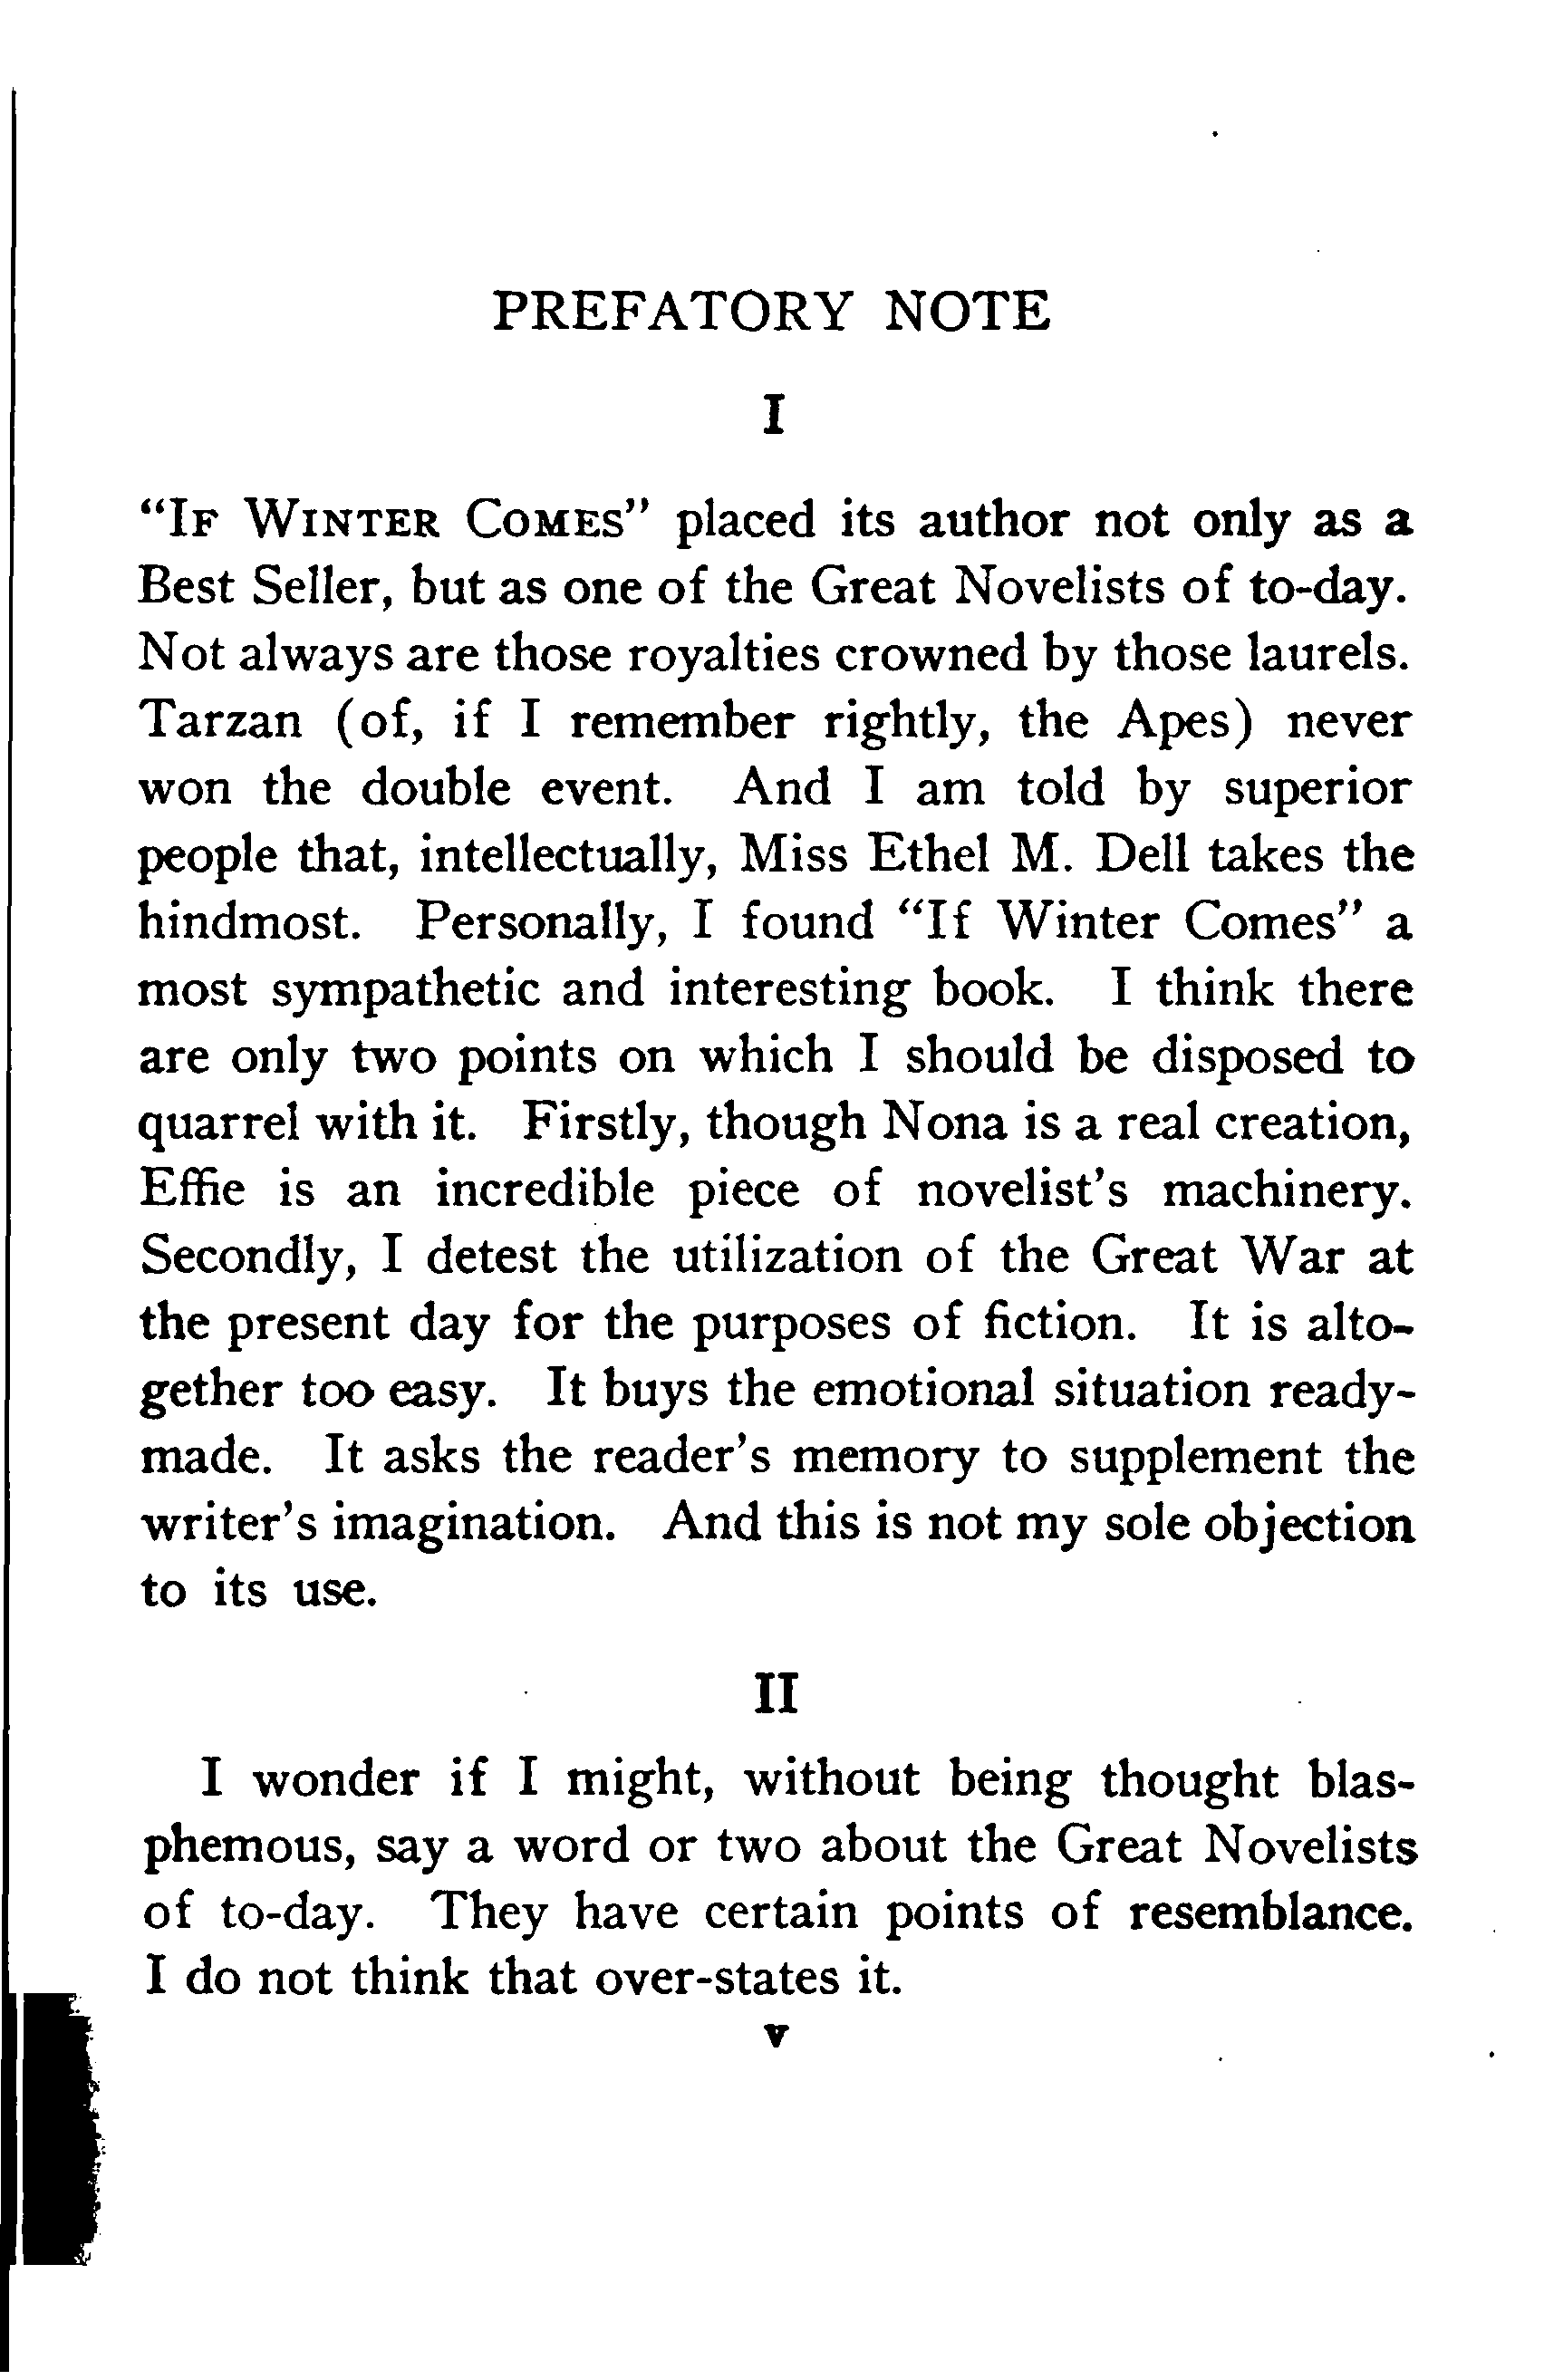 PREFATORY NOTE
I
“If Winter Comes” placed its author not only as a
Best Seller, but as one of the Great Novelists of to-day.
Not always are those royalties crowned by those laurels.
Tarzan (of, if I remember rightly, the Apes) never
won the double event. And I am told by superior
people that, intellectually, Miss Ethel M. Dell takes the
hindmost. Personally, I found “If Winter Comes” a
most sympathetic and interesting book. I think there
are only two points on which I should be disposed to
quarrel with it. Firstly, though Nona is a real creation,
Effie is an incredible piece of novelist’s machinery.
Secondly, I detest the utilization of the Great War at
the present day for the purposes of fiction. It is alto-
gether too easy. It buys the emotional situation ready-
made. It asks the reader’s memory to supplement the
writer’s imagination. And this is not my sole objection
to its use.
II
I wonder if I might, without being thought blas-
phemous, say a word or two about the Great Novelists
of to-day. They have certain points of resemblance.
I do not think that over-states it.
v